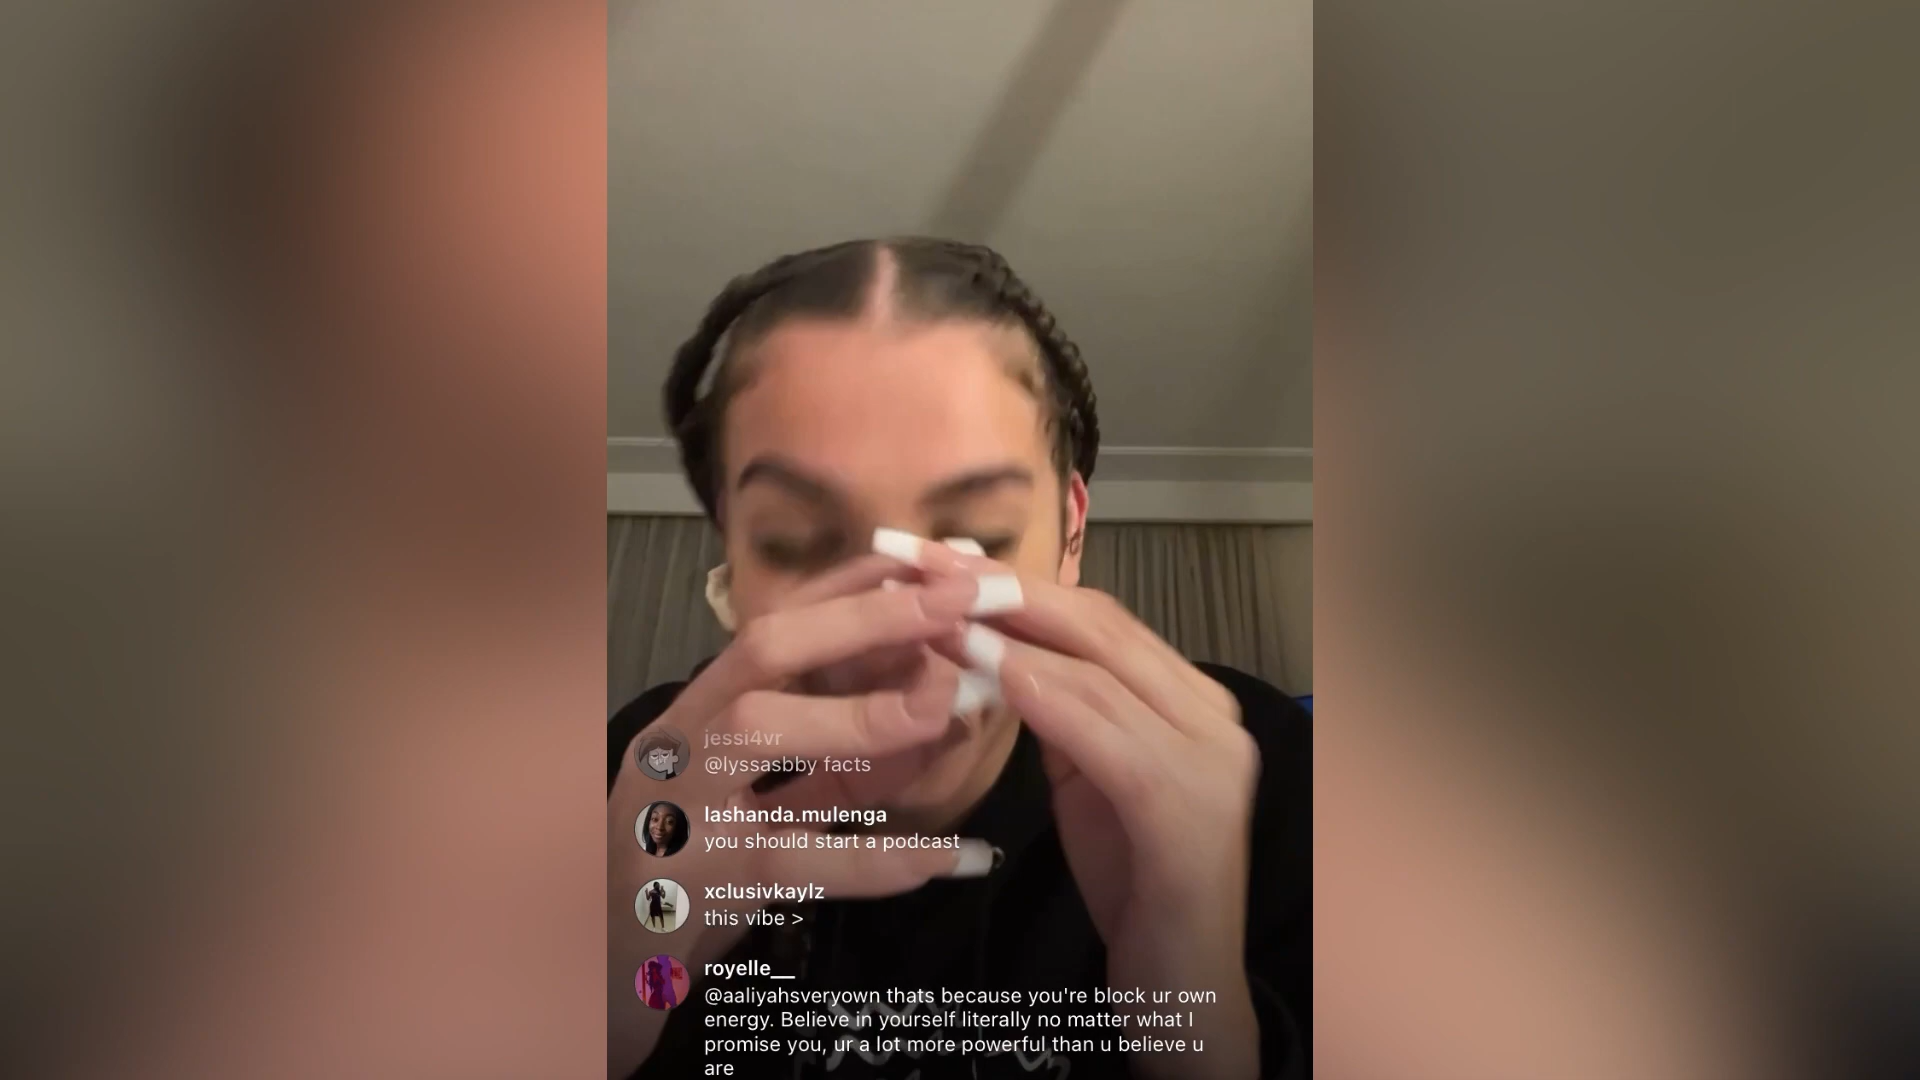 jessi4vr
@lyssasbby facts
lashanda.mulenga
you should start a podcast
xclusivkaylz
this vibe >
royelle__
@aaliyahsveryown thats because you're block ur own
energy. Believe in yourself literally no matter what I
promise you, ur a lot more powerful than u believe u
are